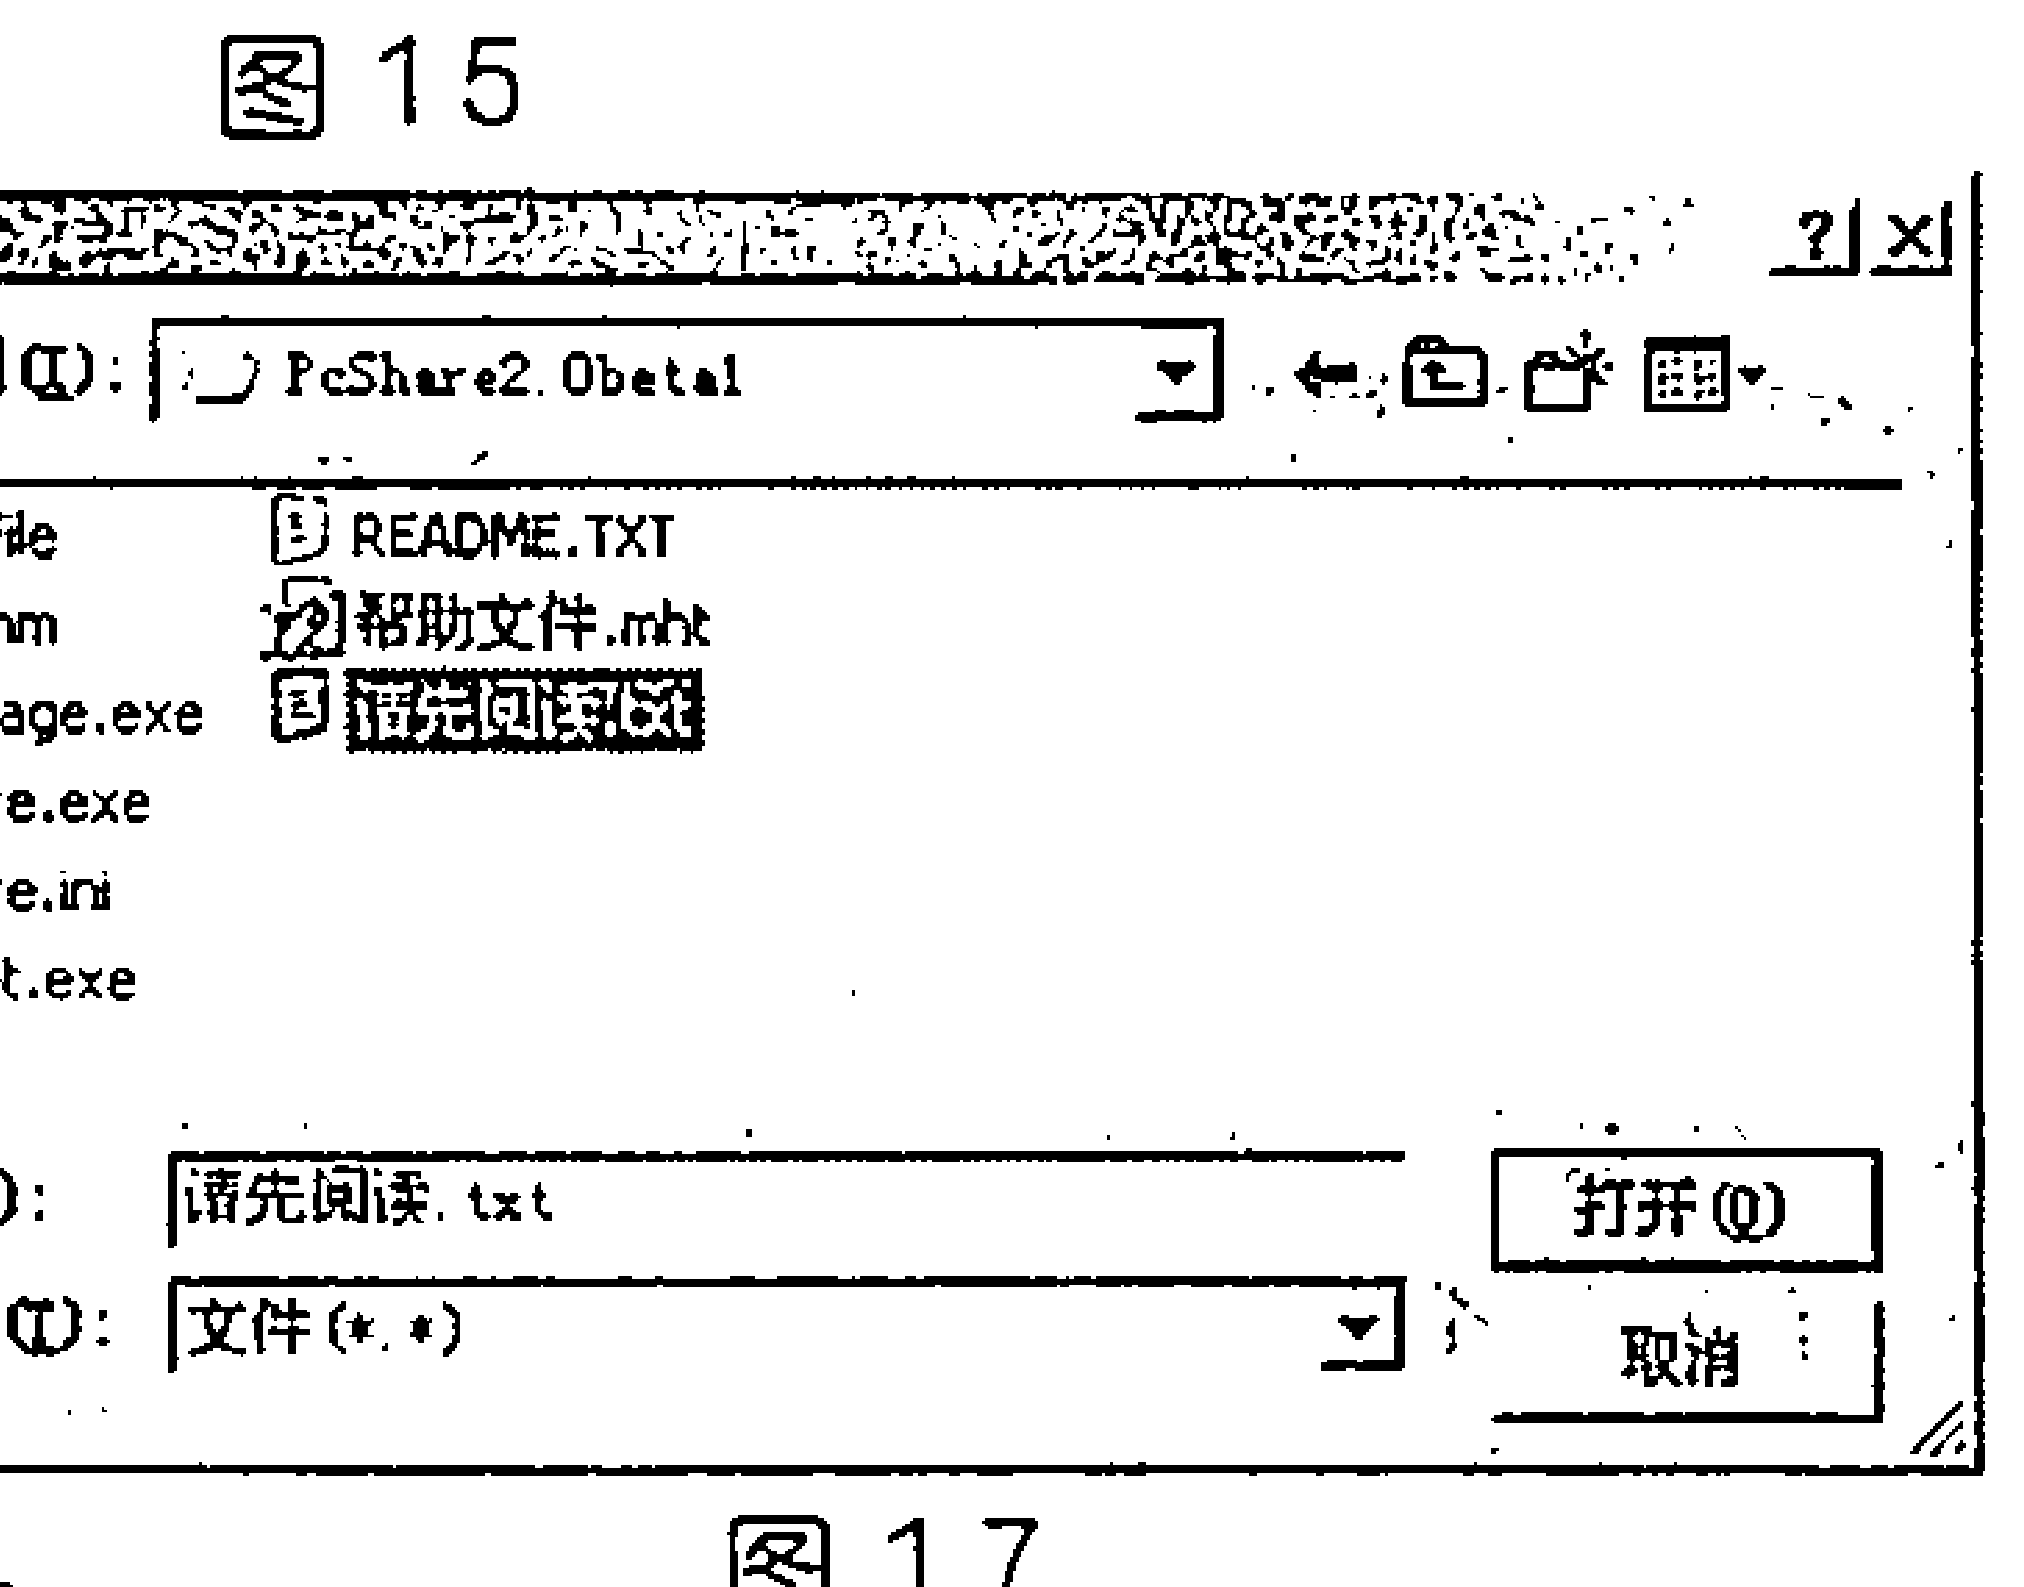 图 15
? ×
(I): PcShare2.0beta1
file README.TXT
hm 帮助文件.mht
age.exe 请先阅读.txt
e.exe
e.ini
t.exe
): 请先阅读.txt 打开(O)
(T): 文件(*.*) 取消
图 17